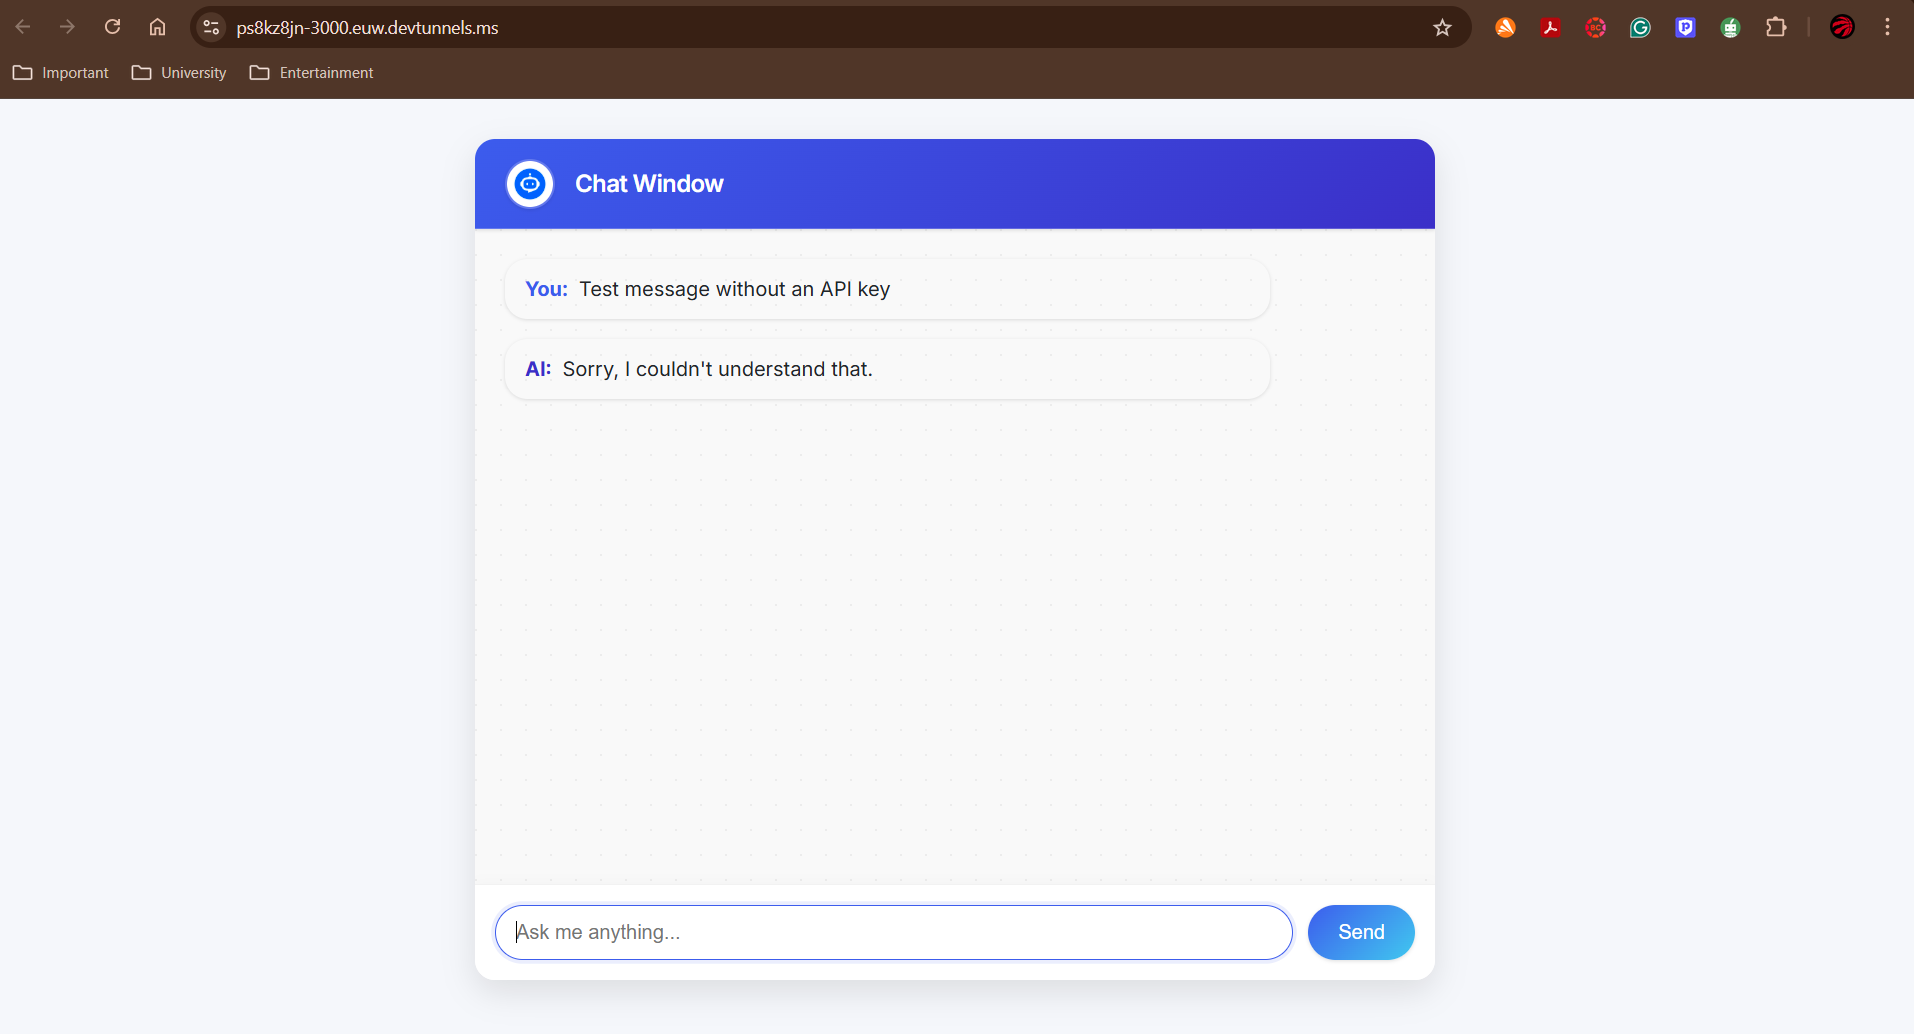 ps8kz8jn-3000.euw.devtunnels.ms
Important University Entertainment
Chat Window
You: Test message without an API key
AI: Sorry, I couldn't understand that.
Ask me anything...
Send